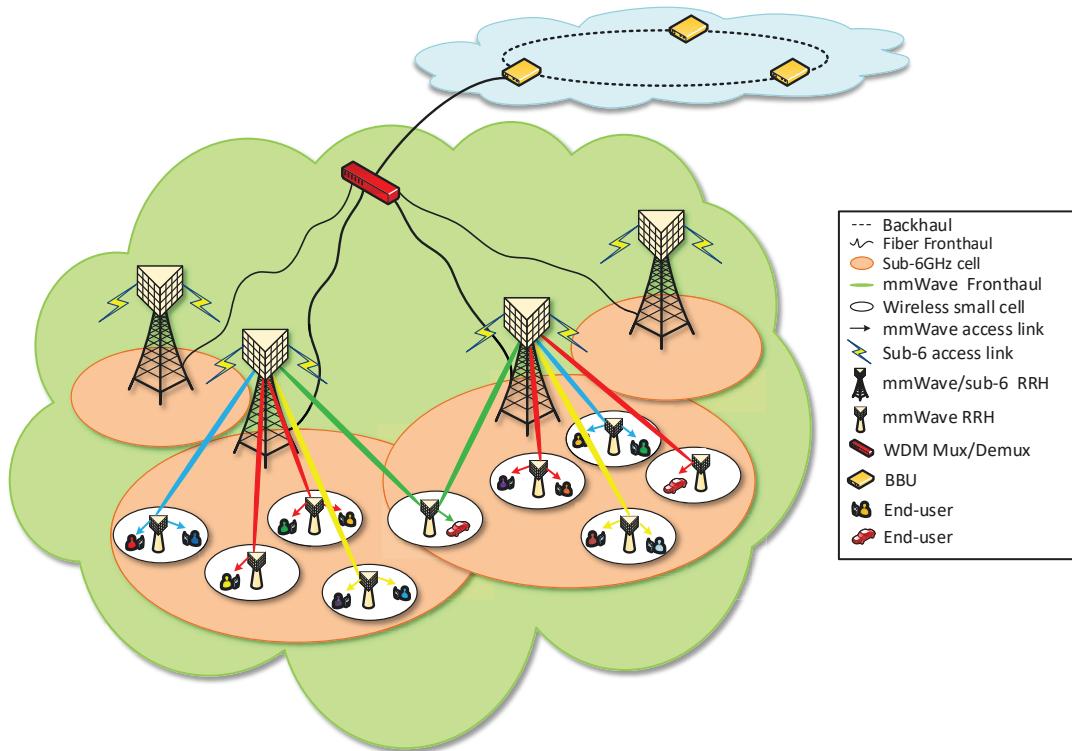 Backhaul
Fiber Fronthaul
Sub-6GHz cell
mmWave Fronthaul
Wireless small cell
mmWave access link
Sub-6 access link
mmWave/sub-6 RRH
mmWave RRH
WDM Mux/Demux
BBU
End-user
End-user